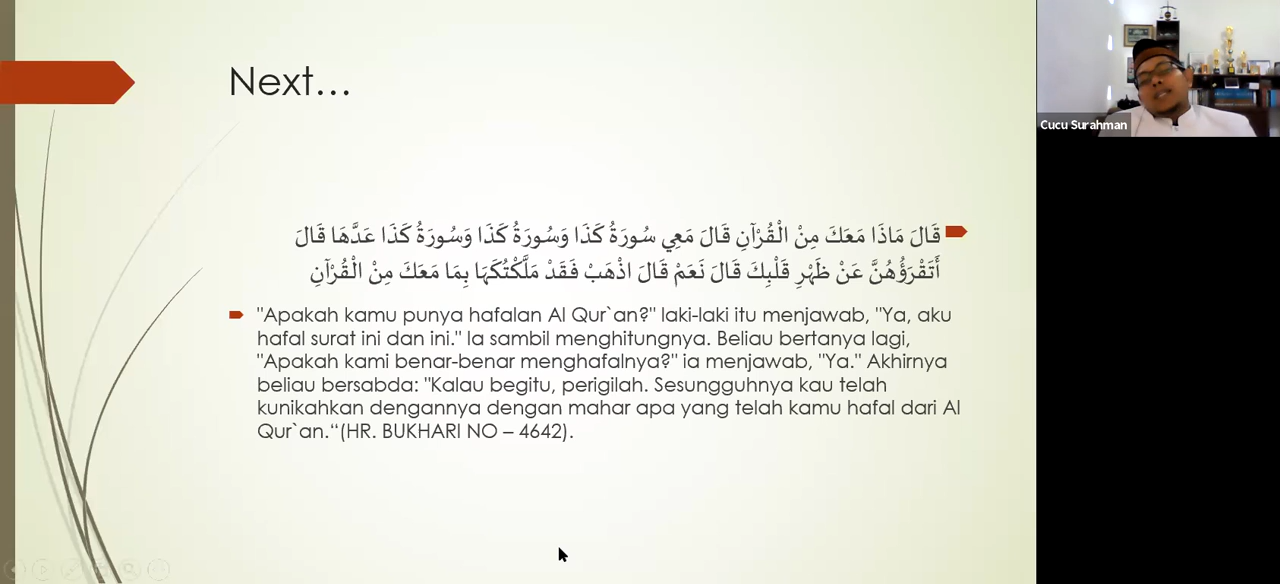 Next...
قَالَ مَاذَا مَعَكَ مِنْ الْقُرْآنِ قَالَ مَعِي سُورَةُ كَذَا وَسُورَةُ كَذَا وَسُورَةُ كَذَا عَدَّهَا قَالَ
أَتَقْرَؤُهُنَّ عَنْ ظَهْرِ قَلْبِكَ قَالَ نَعَمْ قَالَ اذْهَبْ فَقَدْ مَلَّكْتُكَهَا بِمَا مَعَكَ مِنْ الْقُرْآنِ
"Apakah kamu punya hafalan Al Qur`an?" laki-laki itu menjawab, "Ya, aku
hafal surat ini dan ini." Ia sambil menghitungnya. Beliau bertanya lagi,
"Apakah kami benar-benar menghafalnya?" ia menjawab, "Ya." Akhirnya
beliau bersabda: "Kalau begitu, perigilah. Sesungguhnya kau telah
kunikahkan dengannya dengan mahar apa yang telah kamu hafal dari Al
Qur`an.“(HR. BUKHARI NO – 4642).
Cucu Surahman